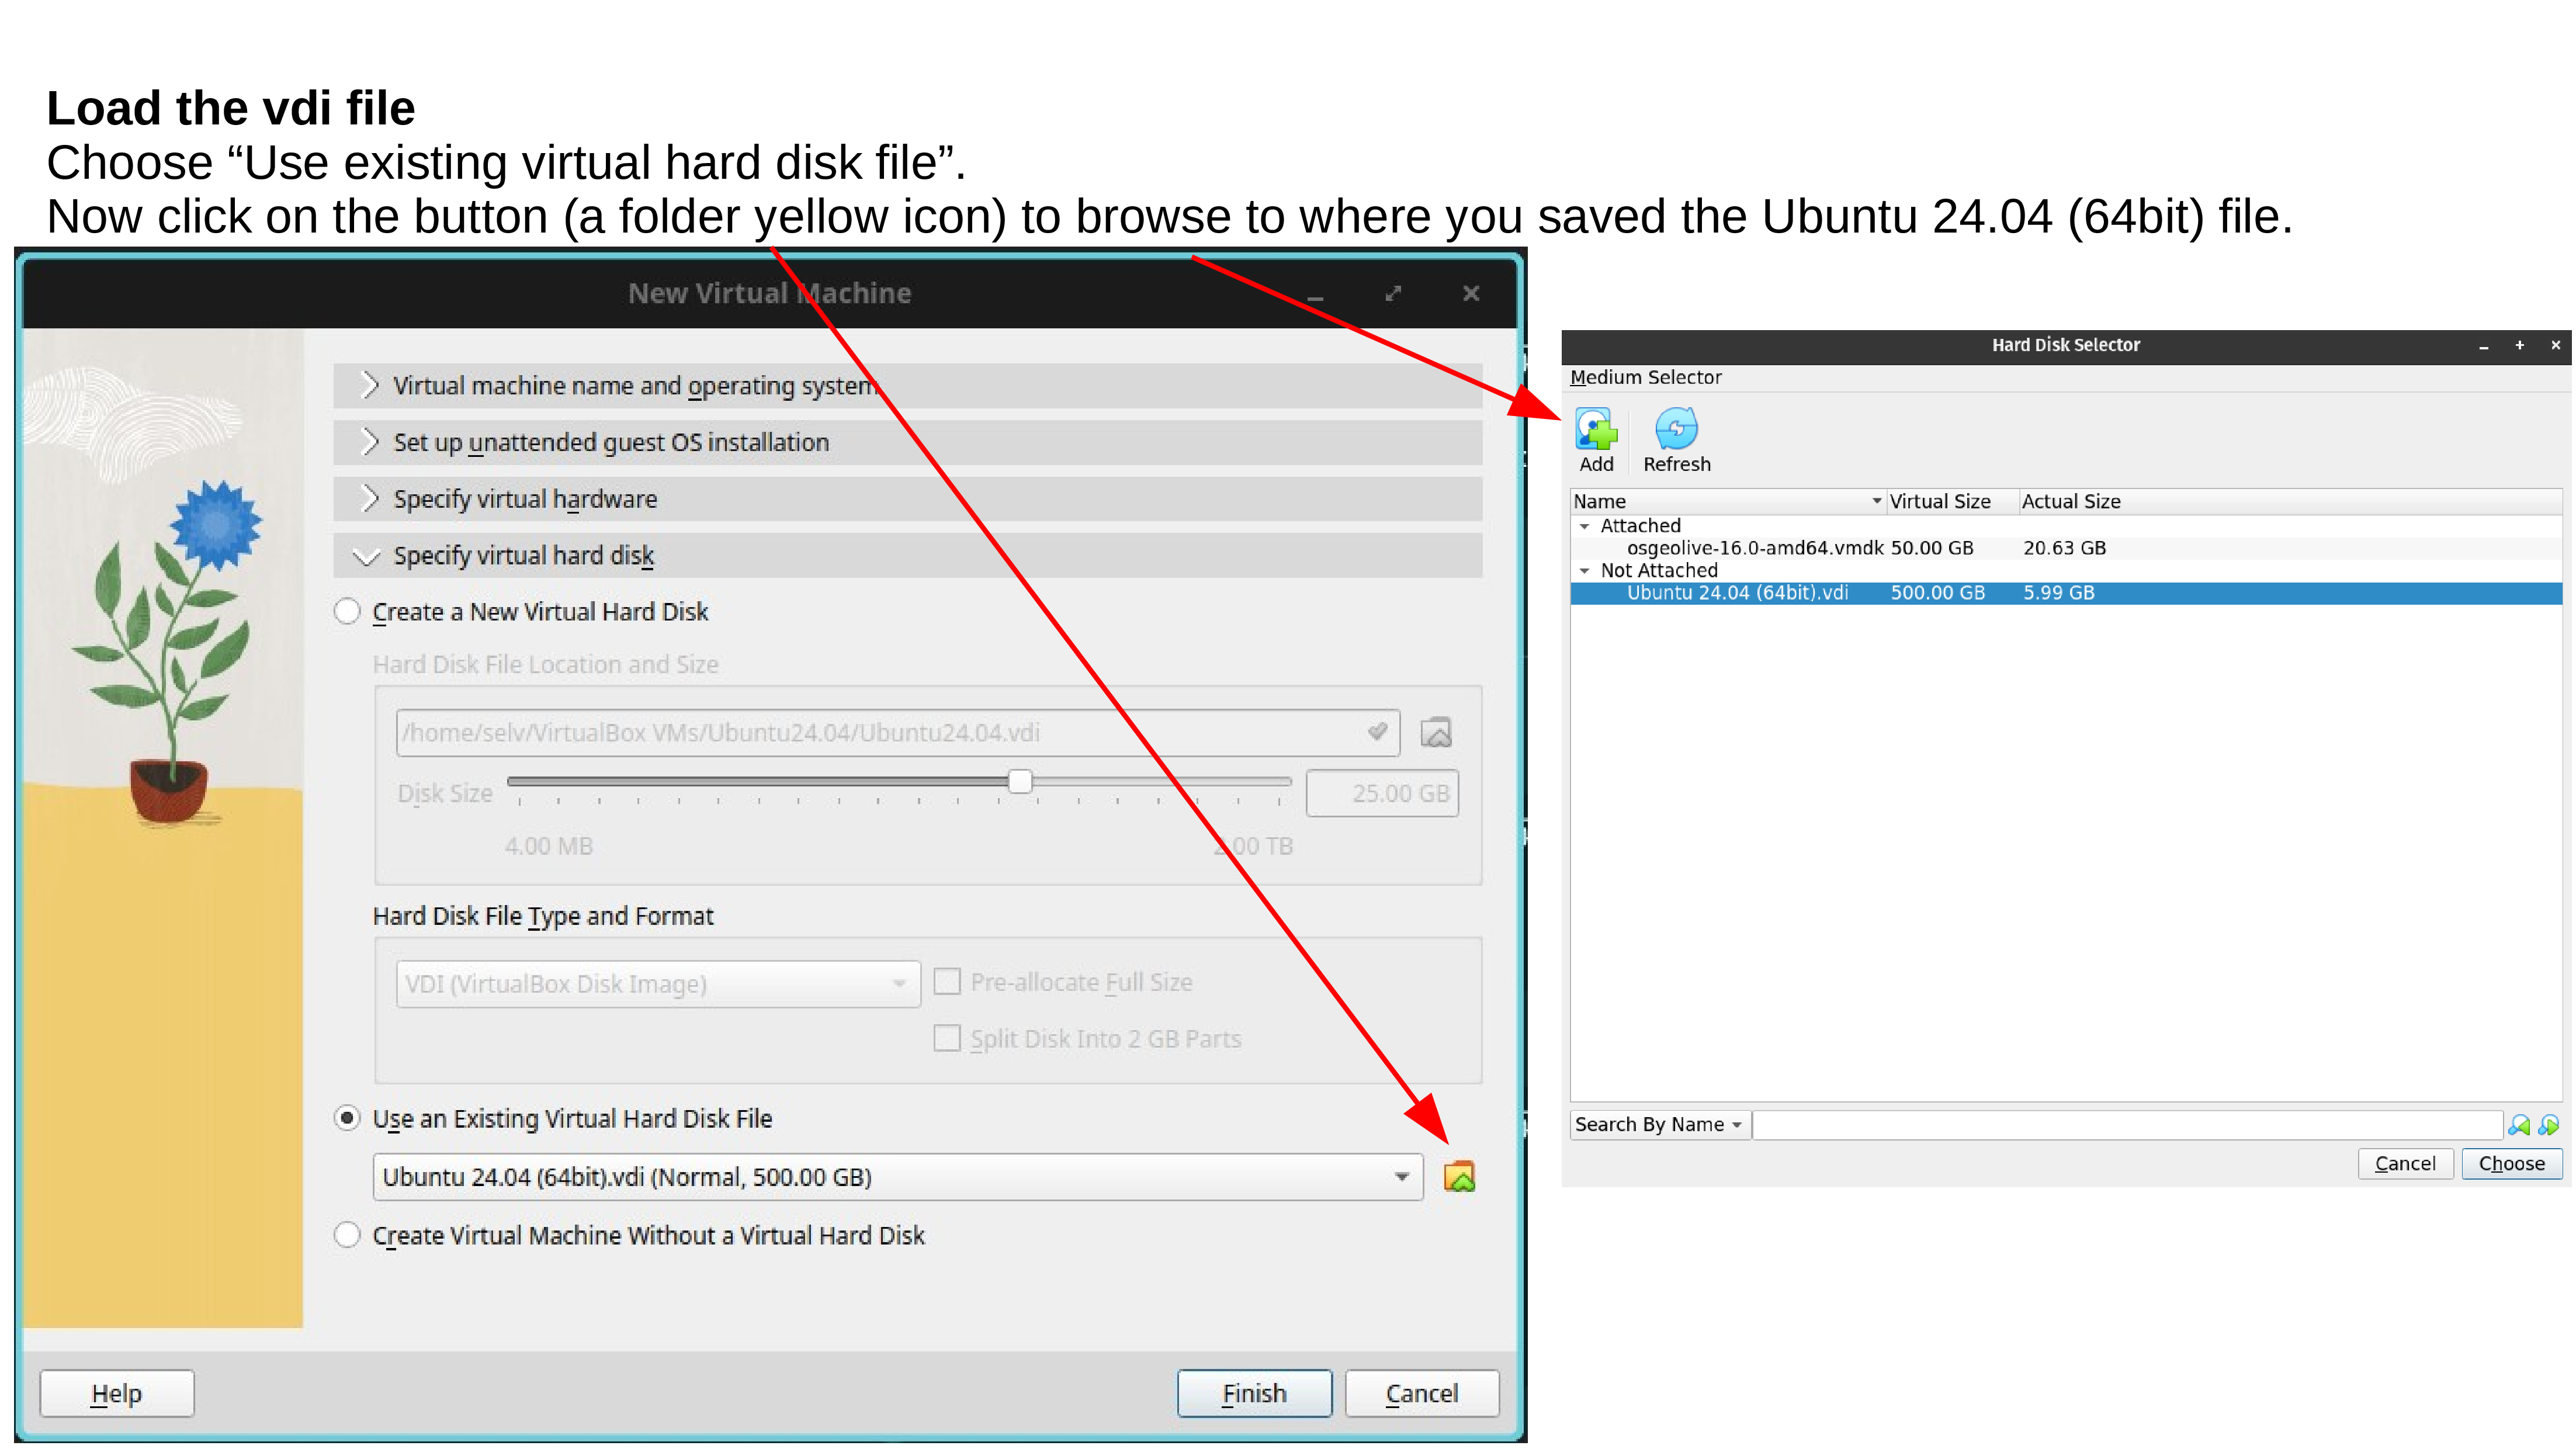 Load the vdi file
Choose “Use existing virtual hard disk file”.
Now click on the button (a folder yellow icon) to browse to where you saved the Ubuntu 24.04 (64bit) file.
New Virtual Machine
Virtual machine name and operating system
Set up unattended guest OS installation
Specify virtual hardware
Specify virtual hard disk
Create a New Virtual Hard Disk
Hard Disk File Location and Size
/home/selv/VirtualBox VMs/Ubuntu24.04/Ubuntu24.04.vdi
Disk Size
25.00 GB
4.00 MB
2.00 TB
Hard Disk File Type and Format
VDI (VirtualBox Disk Image)
Pre-allocate Full Size
Split Disk Into 2 GB Parts
Use an Existing Virtual Hard Disk File
Ubuntu 24.04 (64bit).vdi (Normal, 500.00 GB)
Create Virtual Machine Without a Virtual Hard Disk
Help
Finish
Cancel
Hard Disk Selector
Medium Selector
Add
Refresh
Name Virtual Size Actual Size
Attached
osgeolive-16.0-amd64.vmdk 50.00 GB 20.63 GB
Not Attached
Ubuntu 24.04 (64bit).vdi 500.00 GB 5.99 GB
Search By Name
Cancel
Choose